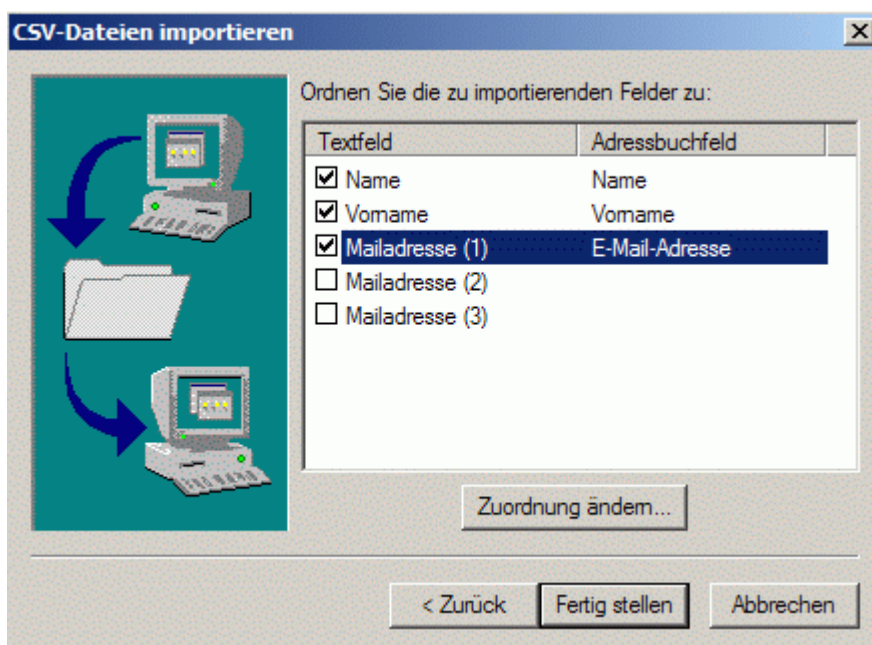 CSV-Dateien importieren
Ordnen Sie die zu importierenden Felder zu:
Textfeld Adressbuchfeld
Name Name
Vorname Vorname
Mailadresse (1) E-Mail-Adresse
Mailadresse (2)
Mailadresse (3)
Zuordnung ändern...
< Zurück Fertig stellen Abbrechen